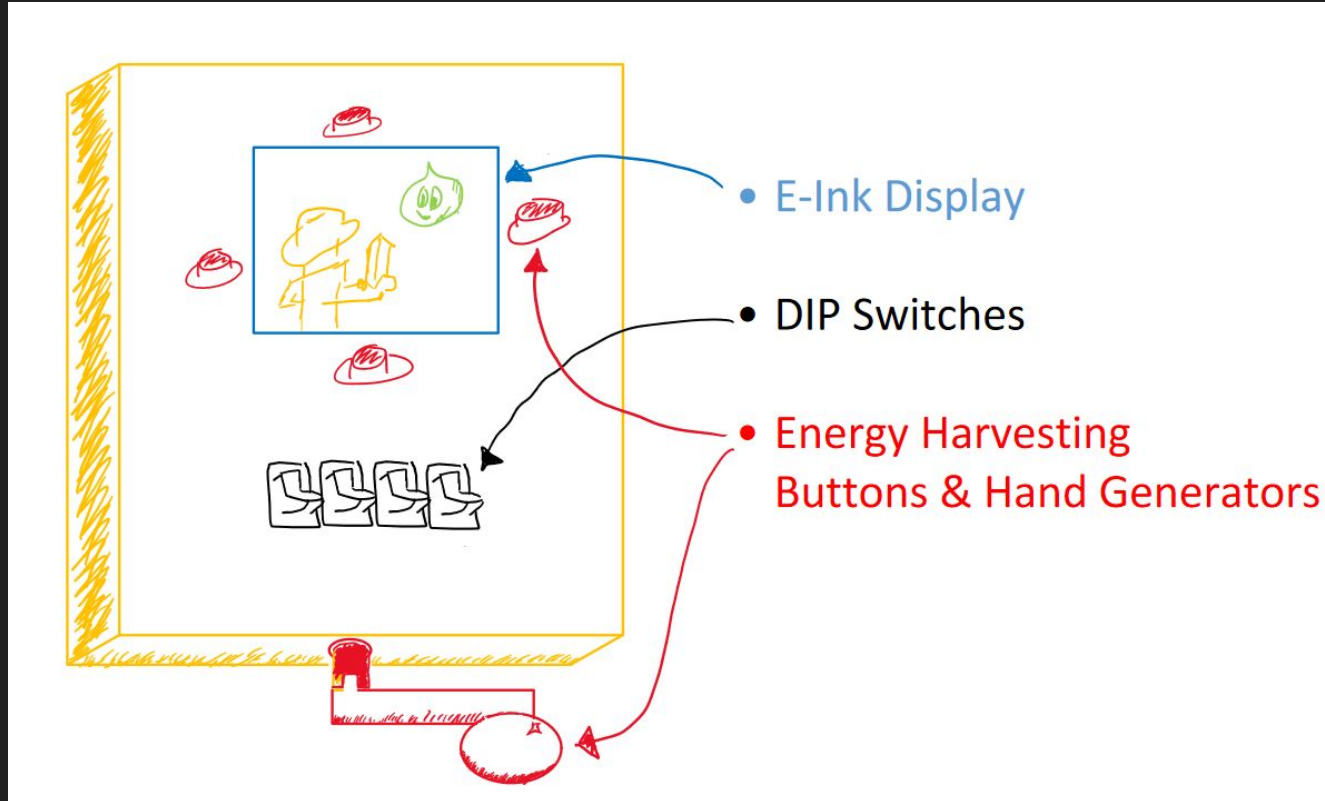 • E-Ink Display
• DIP Switches
• Energy Harvesting
Buttons & Hand Generators